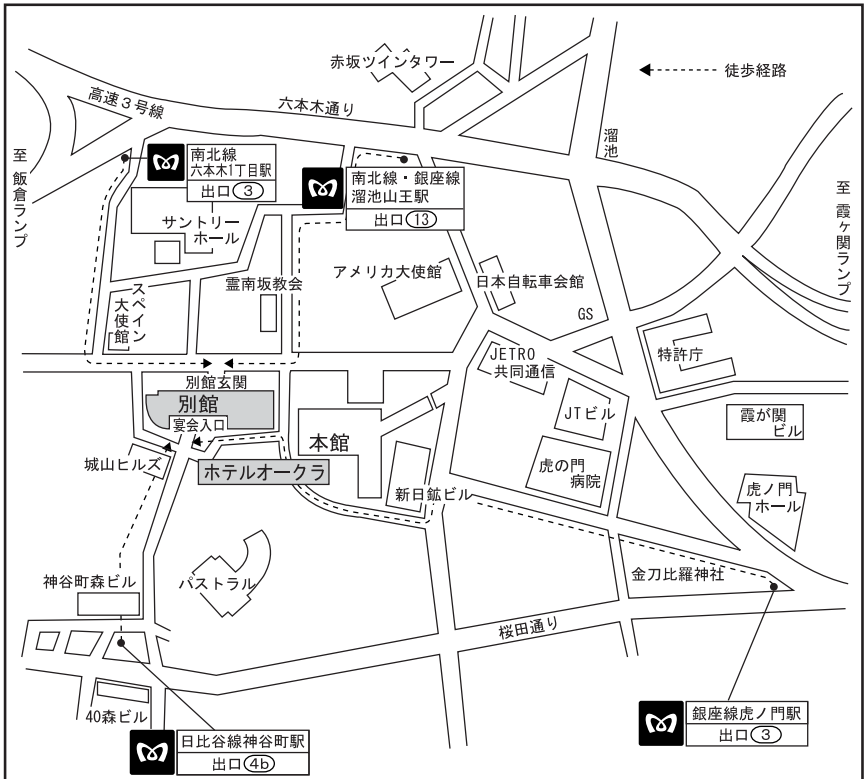 赤坂ツインタワー
徒歩経路
高速3号線
六本木通り
溜池
至 飯倉ランプ
南北線
六本木1丁目駅
出口③
南北線・銀座線
溜池山王駅
出口⑬
至 霞ヶ関ランプ
サントリー
ホール
霊南坂教会
アメリカ大使館
日本自転車会館
スペイン
大使館
GS
JETRO
共同通信
特許庁
別館玄関
別館
宴会入口
JTビル
霞が関
ビル
本館
城山ヒルズ
ホテルオークラ
虎の門
病院
新日鉱ビル
虎ノ門
ホール
神谷町森ビル
パストラル
金刀比羅神社
桜田通り
40森ビル
日比谷線神谷町駅
出口4b
銀座線虎ノ門駅
出口③